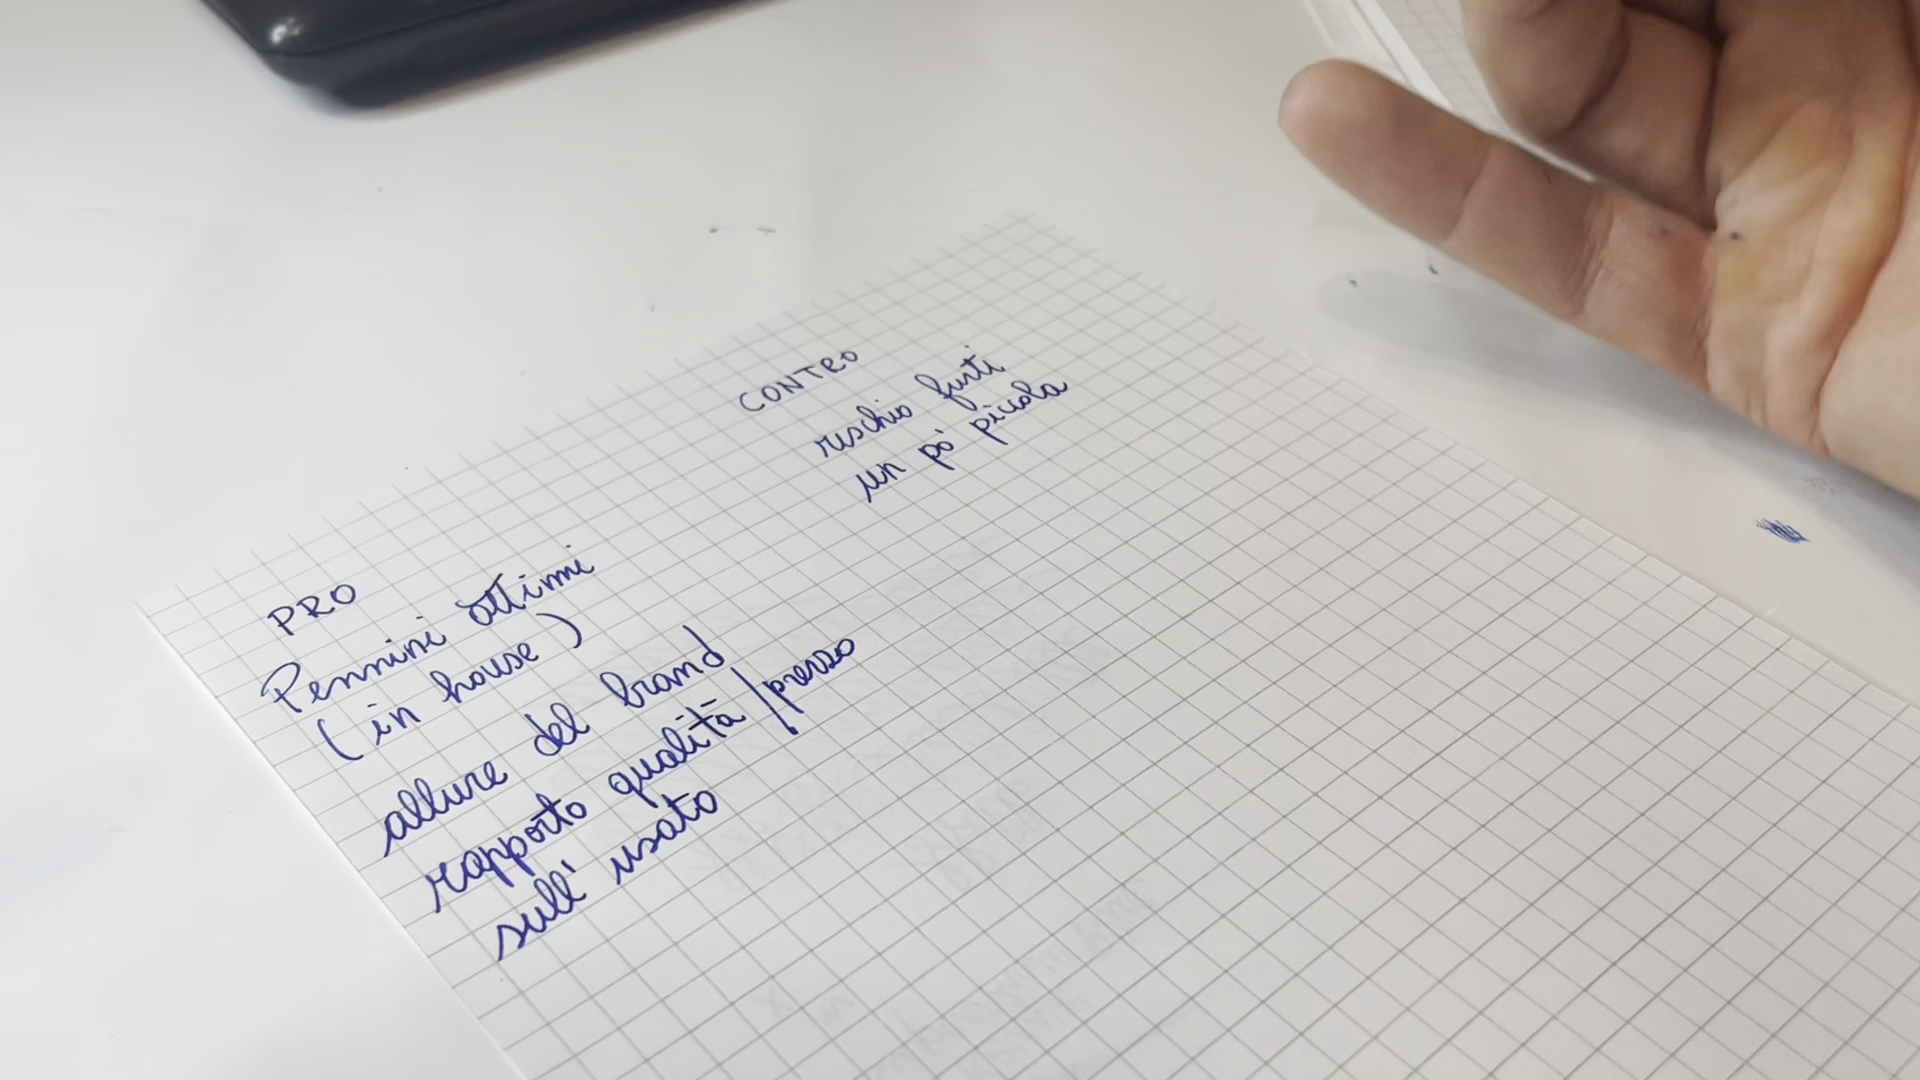 PRO
Pennini ottimi
(in house)
allure del brand
rapporto qualità/prezzo
sull'usato
CONTRO
rischio furti
un pò piccola